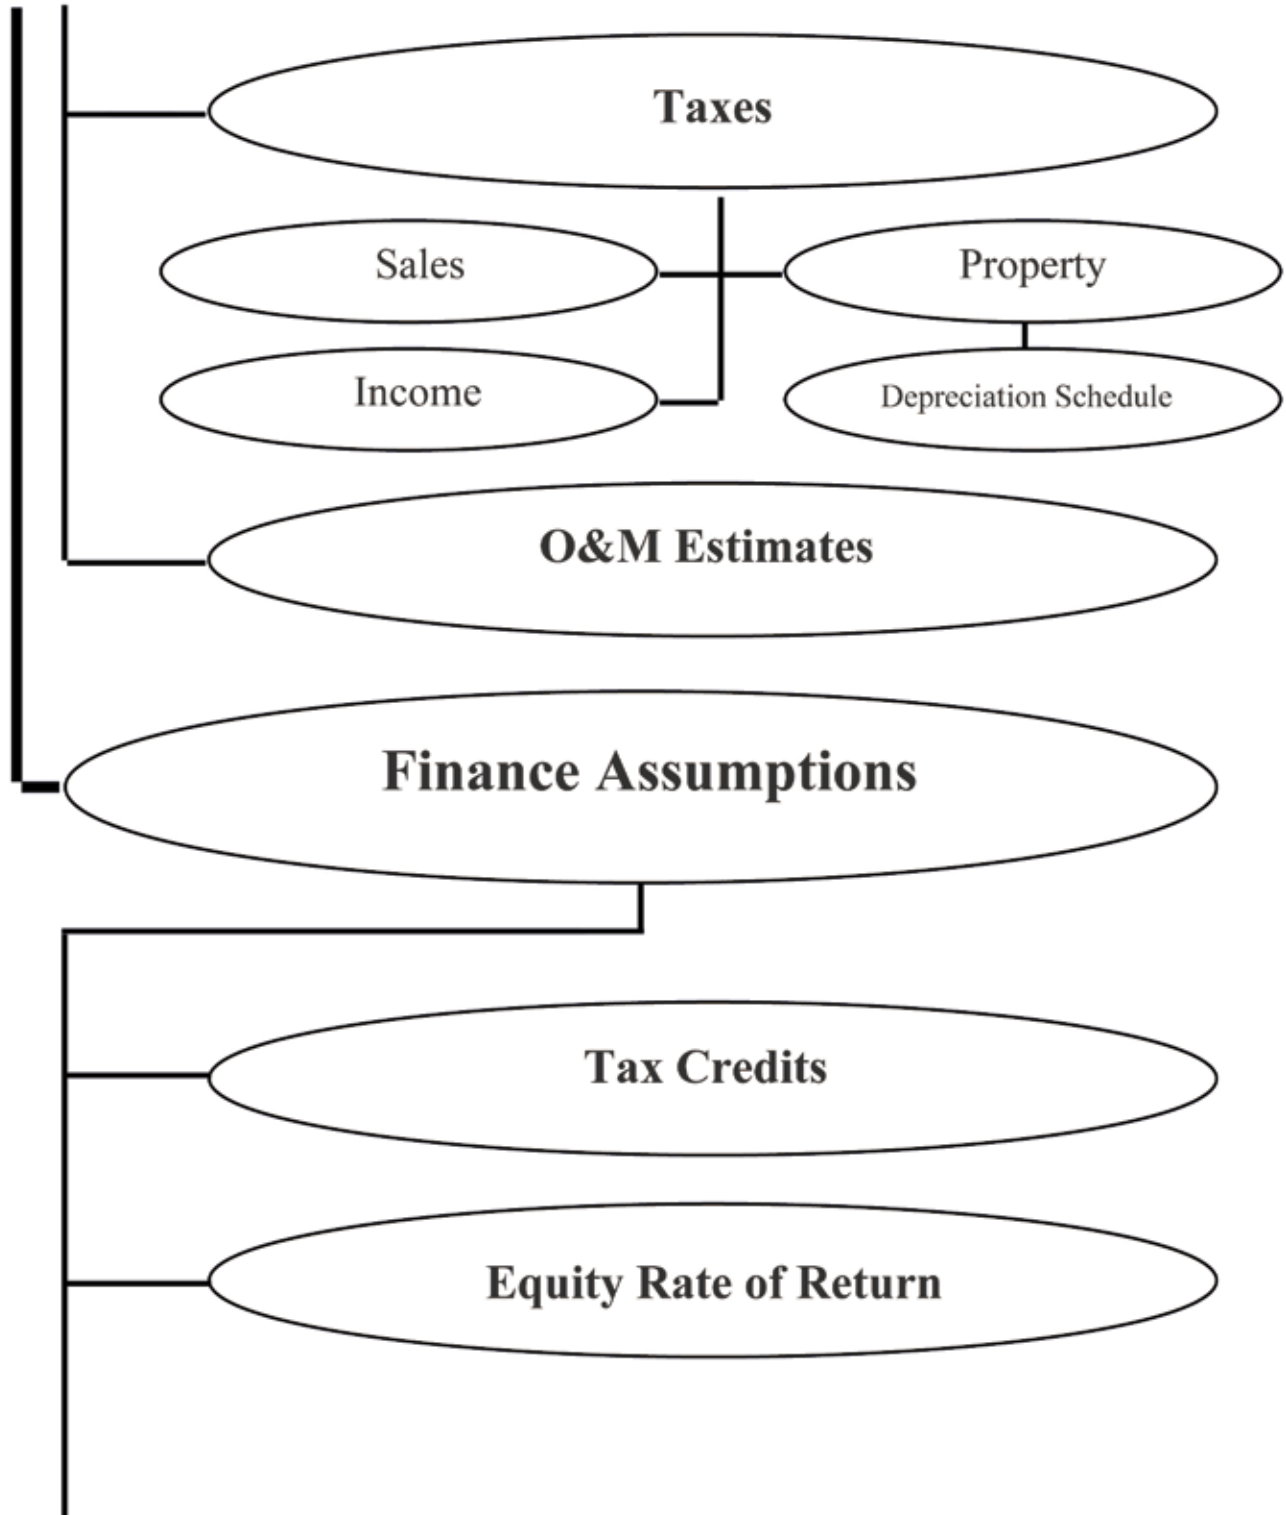 Taxes
Sales
Property
Income
Depreciation Schedule
O&M Estimates
Finance Assumptions
Tax Credits
Equity Rate of Return